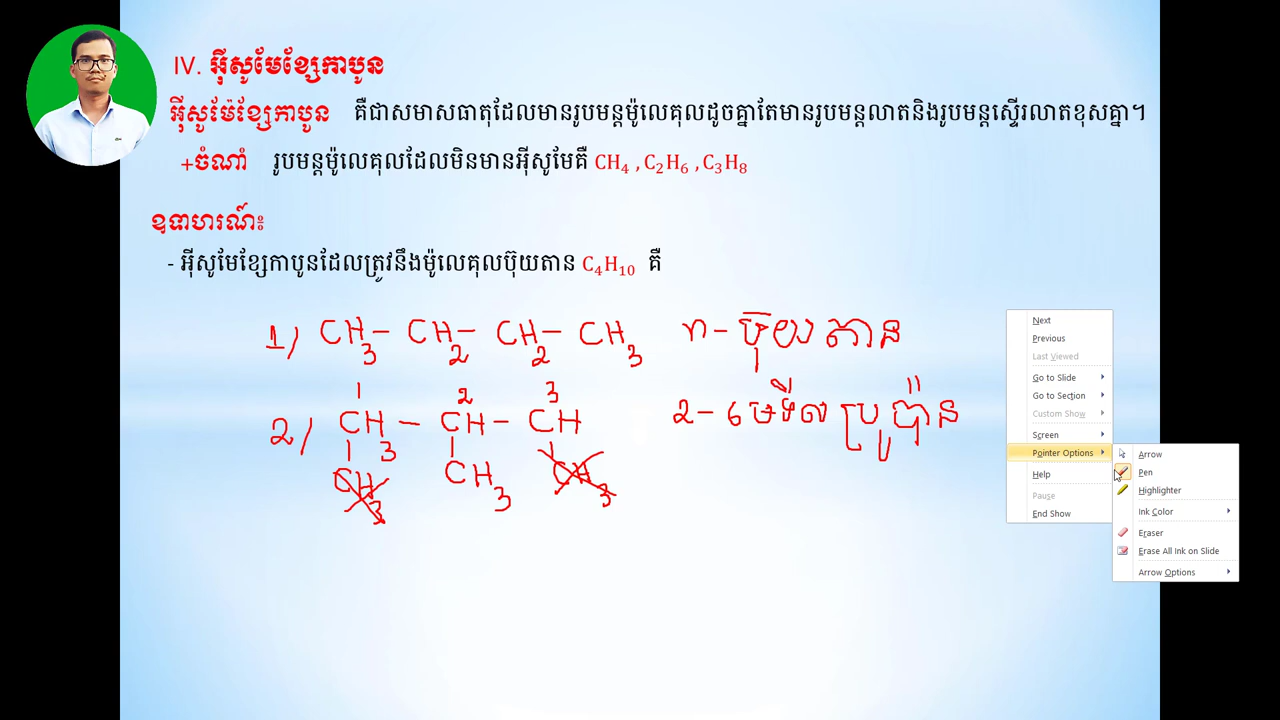 IV. អ៊ីសូមែខ្សែកាបូន
អ៊ីសូម៉ែខ្សែកាបូន គឺជាសមាសធាតុដែលមានរូបមន្តម៉ូលេគុលដូចគ្នាតែមានរូបមន្តលាតនិងរូបមន្តស្ទើរលាតខុសគ្នា។
+ចំណាំ រូបមន្តម៉ូលេគុលដែលមិនមានអ៊ីសូមែគឺ CH₄ , C₂H₆ , C₃H₈
ឧទាហរណ៍ៈ
- អ៊ីសូមែខ្សែកាបូនដែលត្រូវនឹងម៉ូលេគុលប៊ុយតាន C₄H₁₀ គឺ
1) CH₃ – CH₂ – CH₂ – CH₃ n – ប៊ុយតាន
1 2 3
2) CH₃ – CH – CH 2 – មេទីលប្រូប៉ាន
CH₃ CH₃ CH₃
Next
Previous
Last Viewed
Go to Slide
Go to Section
Custom Show
Screen
Pointer Options
Help
Pause
End Show
Arrow
Pen
Highlighter
Ink Color
Eraser
Erase All Ink on Slide
Arrow Options